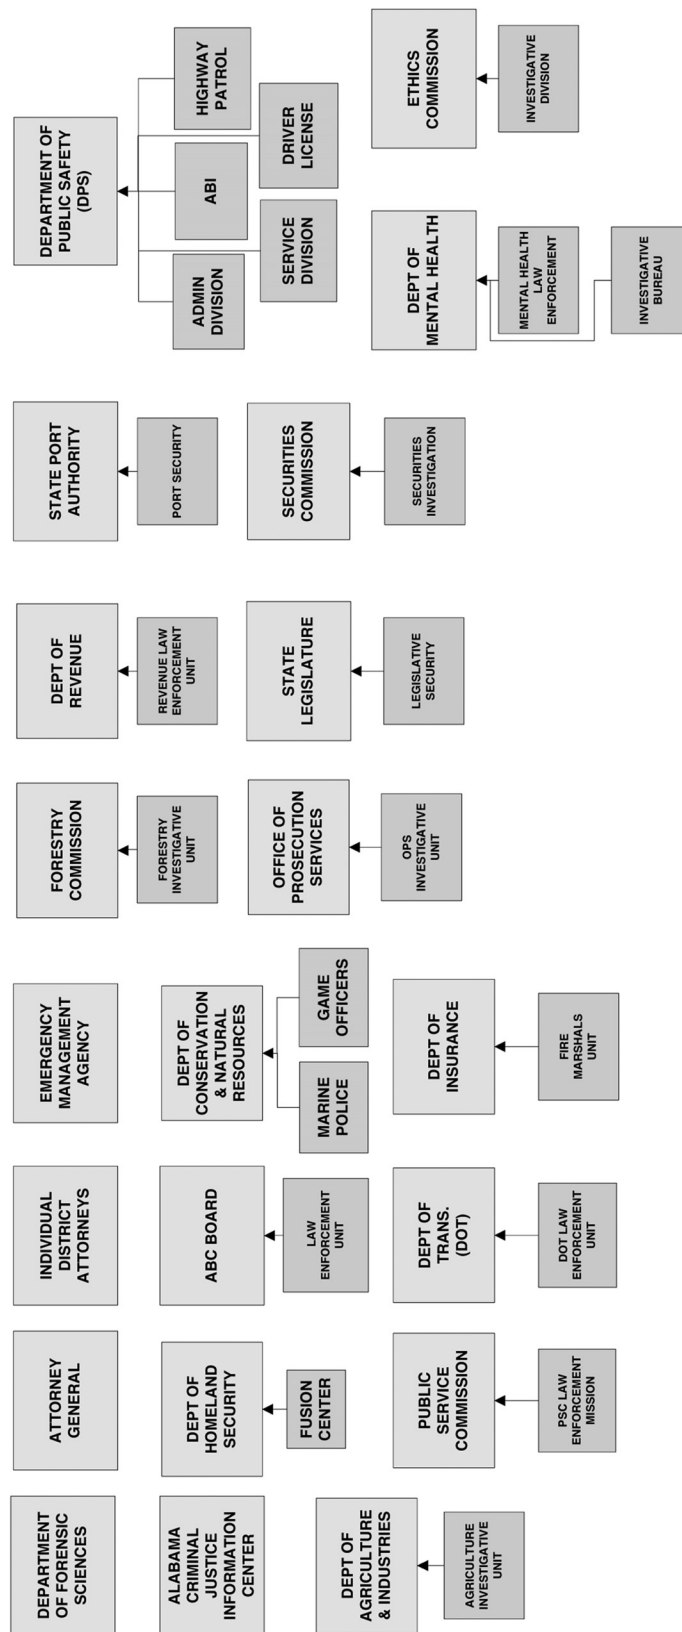 DEPARTMENT
OF FORENSIC
SCIENCES
ATTORNEY
GENERAL
INDIVIDUAL
DISTRICT
ATTORNEYS
EMERGENCY
MANAGEMENT
AGENCY
FORESTRY
COMMISSION
FORESTRY
INVESTIGATIVE
UNIT
DEPT OF
REVENUE
REVENUE LAW
ENFORCEMENT
UNIT
STATE PORT
AUTHORITY
PORT SECURITY
DEPARTMENT OF
PUBLIC SAFETY
(DPS)
ADMIN
DIVISION
ABI
HIGHWAY
PATROL
SERVICE
DIVISION
DRIVER
LICENSE
ALABAMA
CRIMINAL
JUSTICE
INFORMATION
CENTER
DEPT OF
HOMELAND
SECURITY
FUSION
CENTER
ABC BOARD
LAW
ENFORCEMENT
UNIT
DEPT OF
CONSERVATION
& NATURAL
RESOURCES
MARINE
POLICE
GAME
OFFICERS
OFFICE OF
PROSECUTION
SERVICES
OPS
INVESTIGATIVE
UNIT
STATE
LEGISLATURE
LEGISLATIVE
SECURITY
SECURITIES
COMMISSION
SECURITIES
INVESTIGATION
DEPT OF
AGRICULTURE
& INDUSTRIES
AGRICULTURE
INVESTIGATIVE
UNIT
PUBLIC
SERVICE
COMMISSION
PSC LAW
ENFORCEMENT
MISSION
DEPT OF
TRANS.
(DOT)
DOT LAW
ENFORCEMENT
UNIT
DEPT OF
INSURANCE
FIRE
MARSHALS
UNIT
DEPT OF
MENTAL HEALTH
MENTAL HEALTH
LAW
ENFORCEMENT
INVESTIGATIVE
BUREAU
ETHICS
COMMISSION
INVESTIGATIVE
DIVISION